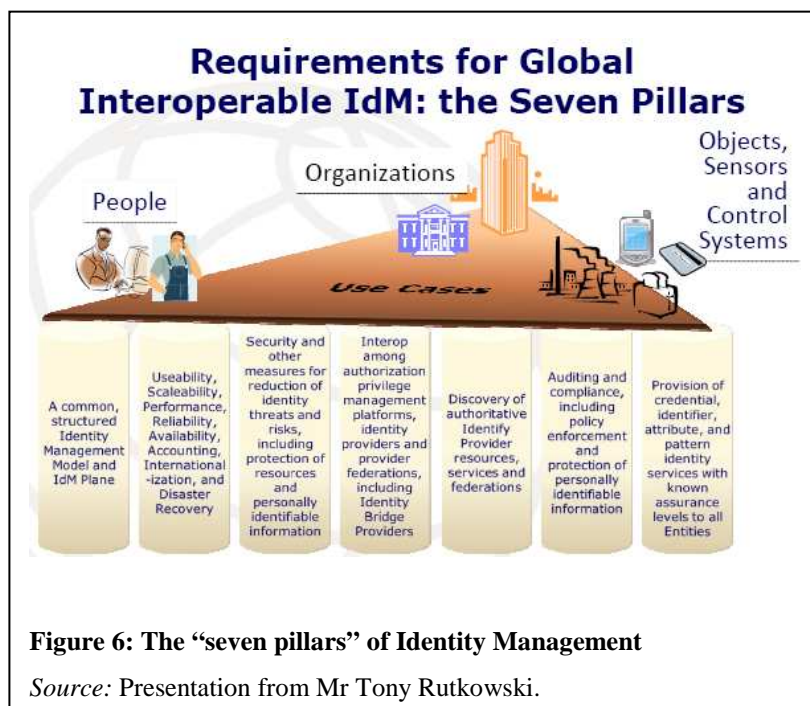 Requirements for Global
Interoperable IdM: the Seven Pillars
People
Organizations
Objects,
Sensors
and
Control
Systems
Use Cases
A common,
structured
Identity
Management
Model and
IdM Plane
Useability,
Scaleability,
Performance,
Reliability,
Availability,
Accounting,
International
-ization, and
Disaster
Recovery
Security and
other
measures for
reduction of
identity
threats and
risks,
including
protection of
resources
and
personally
identifiable
information
Interop
among
authorization
privilege
management
platforms,
identity
providers and
provider
federations,
including
Identity
Bridge
Providers
Discovery of
authoritative
Identify
Provider
resources,
services and
federations
Auditing and
compliance,
including
policy
enforcement
and
protection of
personally
identifiable
information
Provision of
credential,
identifier,
attribute, and
pattern
identity
services with
known
assurance
levels to all
Entities
Figure 6: The “seven pillars” of Identity Management
Source: Presentation from Mr Tony Rutkowski.